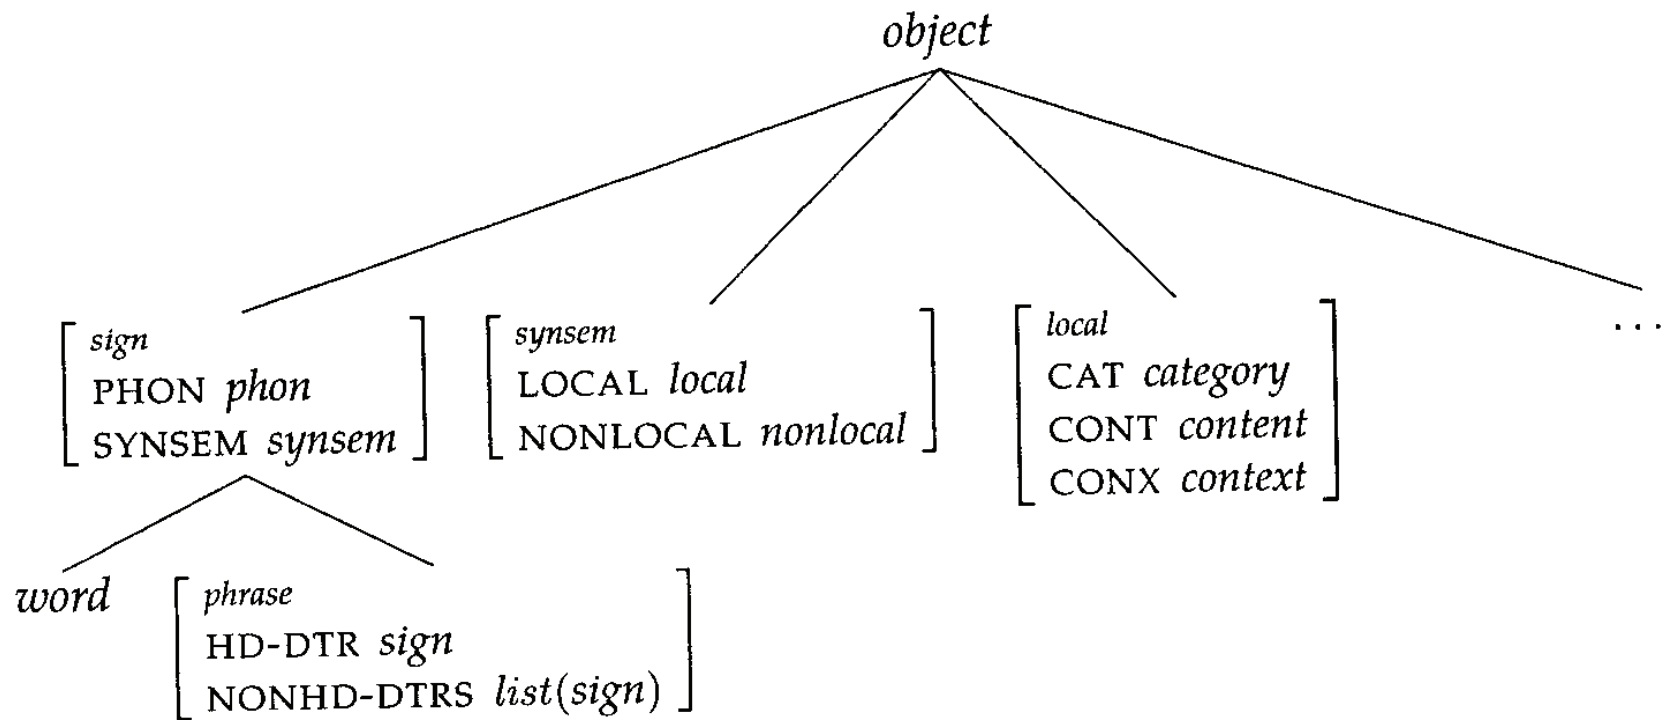 object
sign
PHON phon
SYNSEM synsem
synsem
LOCAL local
NONLOCAL nonlocal
local
CAT category
CONT content
CONX context
...
word
phrase
HD-DTR sign
NONHD-DTRS list(sign)